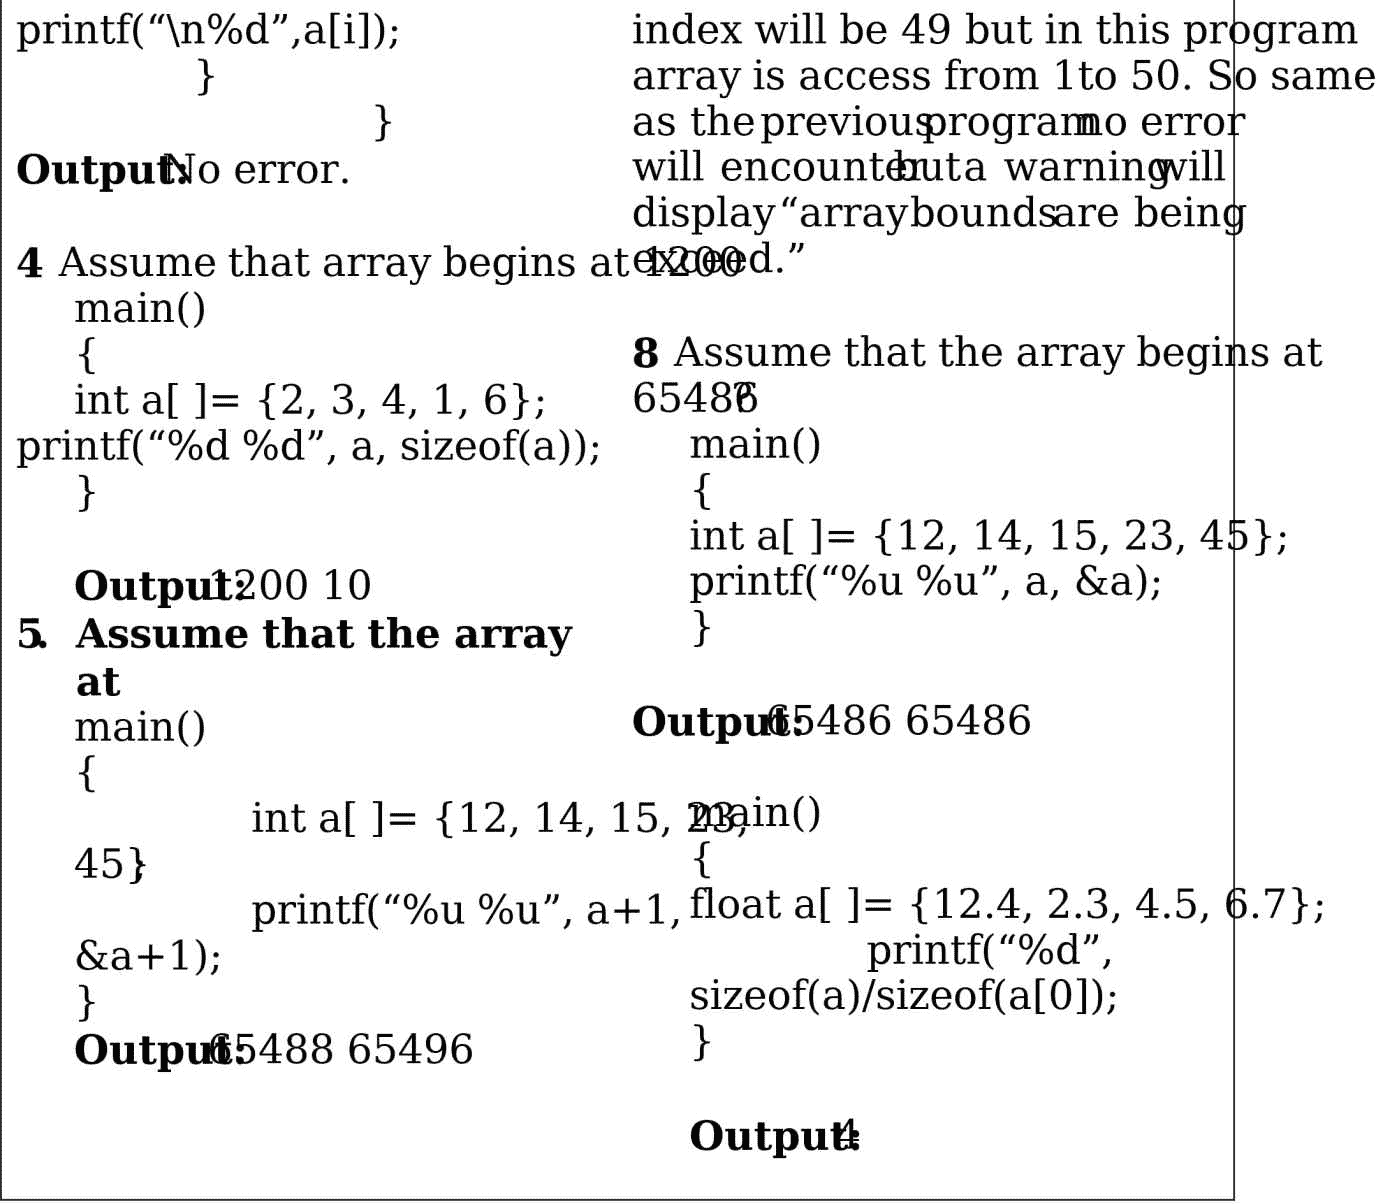 printf(“\n%d”,a[i]);
}
}
Output: No error.
4 Assume that array begins at 1200
main()
{
int a[ ]= {2, 3, 4, 1, 6};
printf(“%d %d”, a, sizeof(a));
}
Output: 1200 10
5. Assume that the array
at
main()
{
int a[ ]= {12, 14, 15, 23,
45};
printf(“%u %u”, a+1,
&a+1);
}
Output: 65488 65496
index will be 49 but in this program
array is access from 1to 50. So same
as the previous program no error
will encounter but a warning will
display “array bounds are being
exceed.”
8 Assume that the array begins at
65486?
main()
{
int a[ ]= {12, 14, 15, 23, 45};
printf(“%u %u”, a, &a);
}
Output: 65486 65486
main()
{
float a[ ]= {12.4, 2.3, 4.5, 6.7};
printf(“%d”,
sizeof(a)/sizeof(a[0]);
}
Output: 4